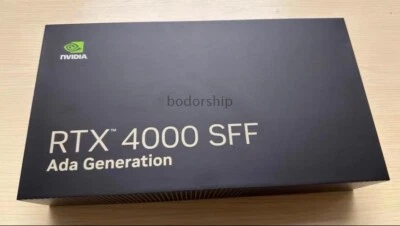 NVIDIA
bodorship
RTX™ 4000 SFF
Ada Generation